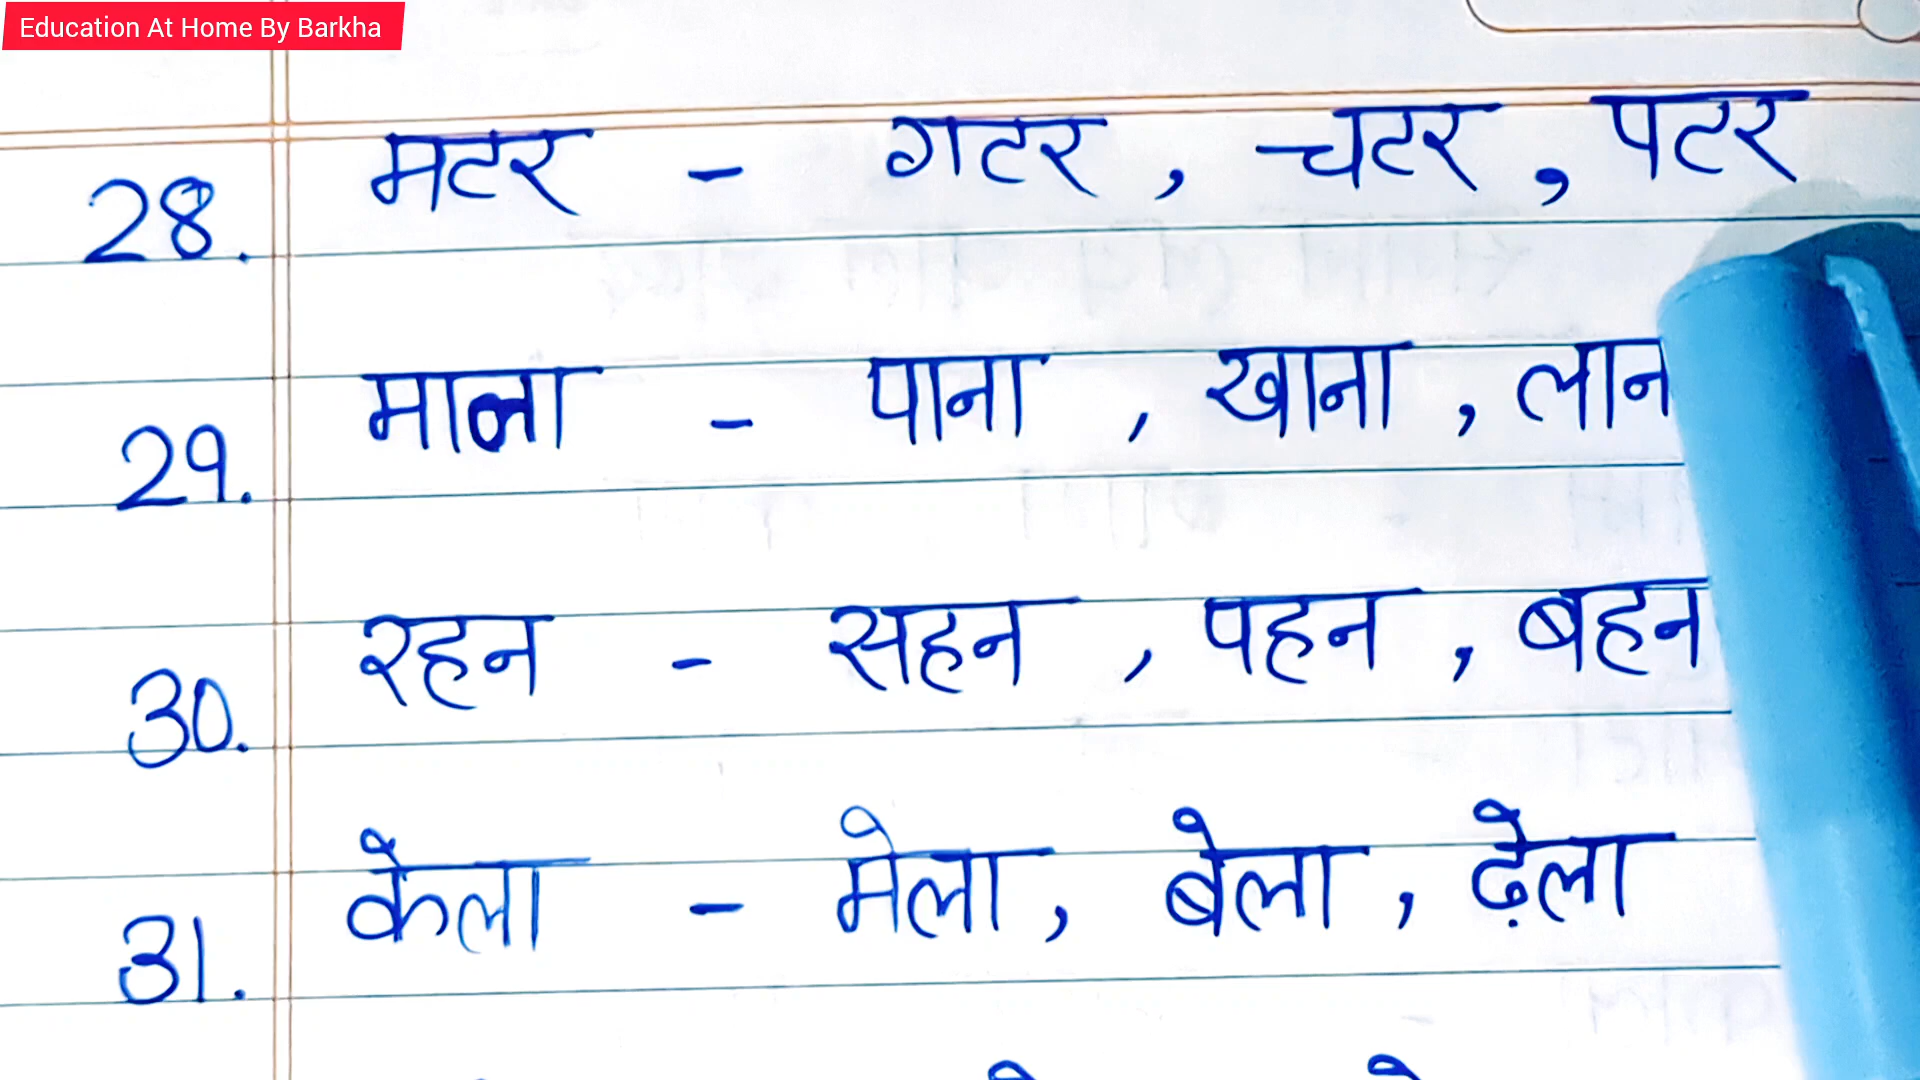 Education At Home By Barkha
28. मटर - गटर , चटर , पटर
29. माला - पाना , खाना , लान
30. रहन - सहन , पहन , बहन
31. केला - मेला , बेला , ढ़ेला